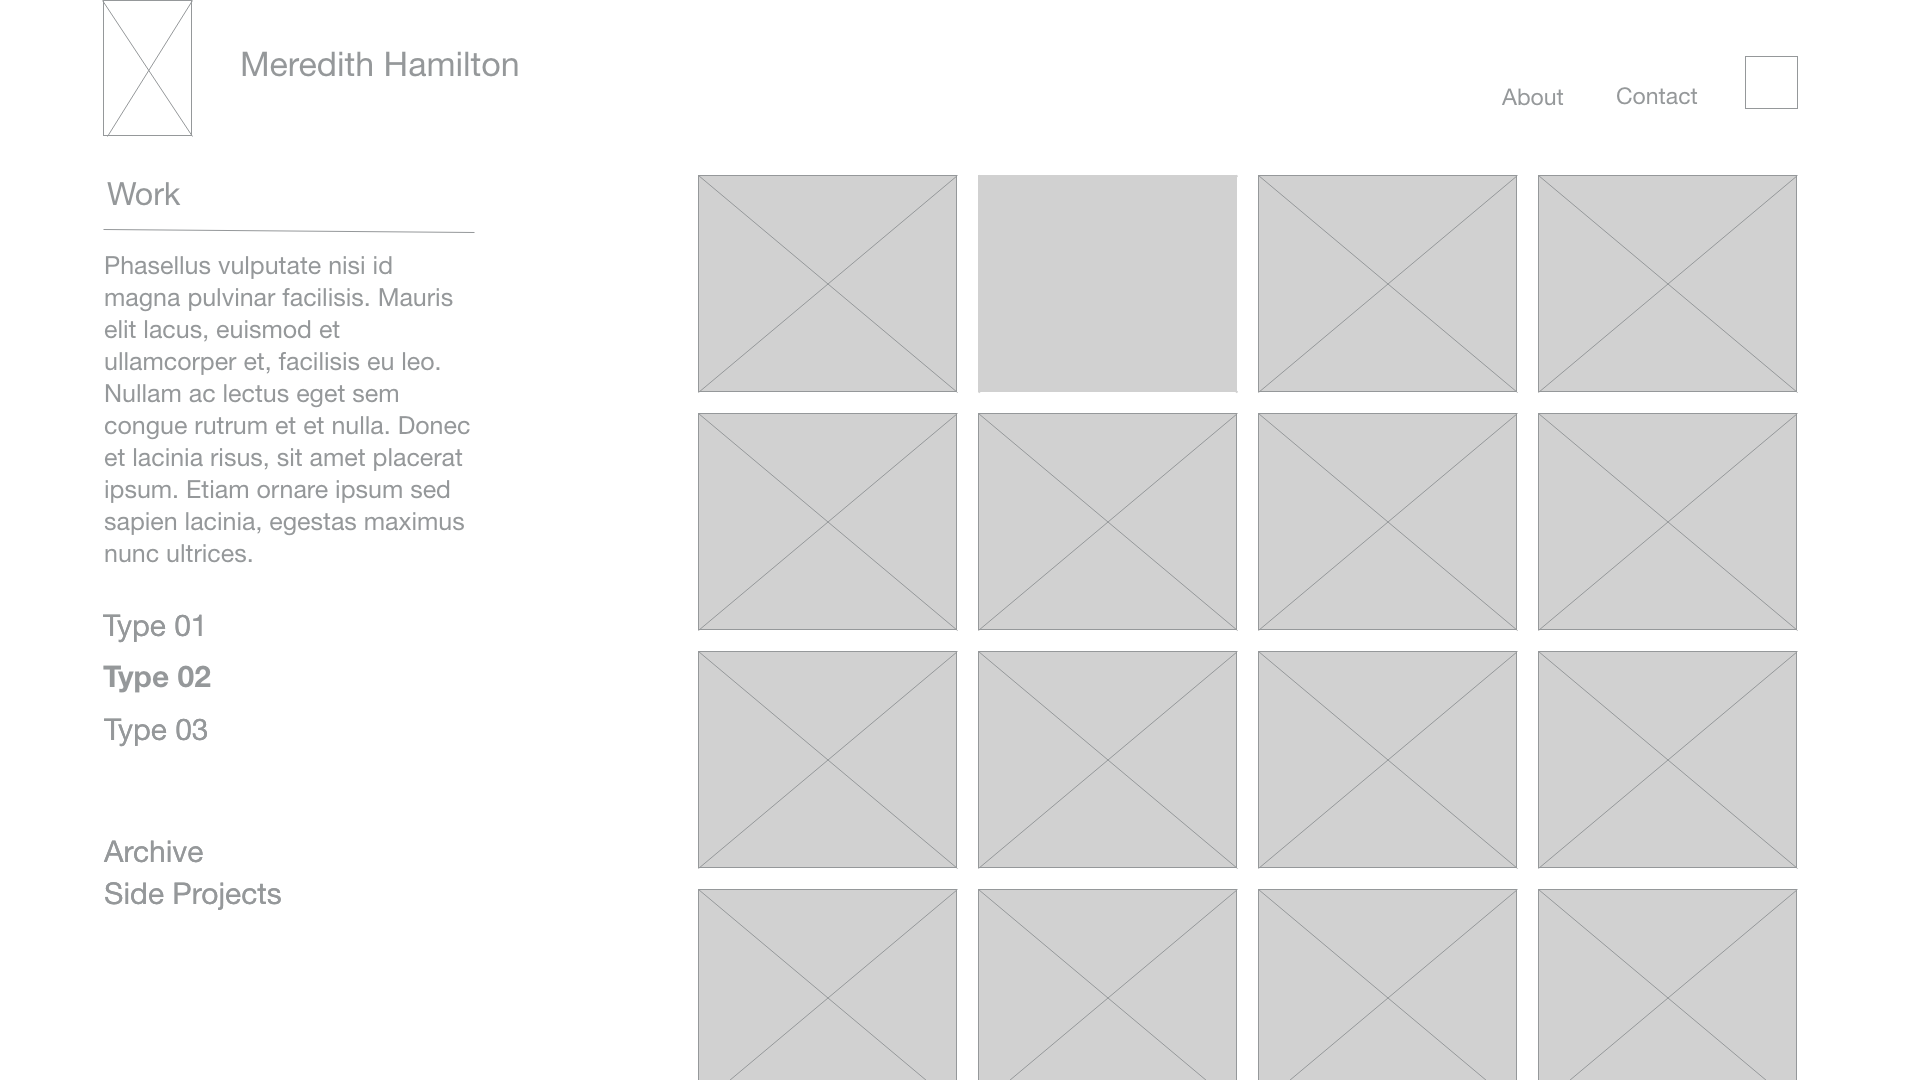 Meredith Hamilton
About
Contact
Work
Phasellus vulputate nisi id
magna pulvinar facilisis. Mauris
elit lacus, euismod et
ullamcorper et, facilisis eu leo.
Nullam ac lectus eget sem
congue rutrum et et nulla. Donec
et lacinia risus, sit amet placerat
ipsum. Etiam ornare ipsum sed
sapien lacinia, egestas maximus
nunc ultrices.
Type 01
Type 02
Type 03
Archive
Side Projects